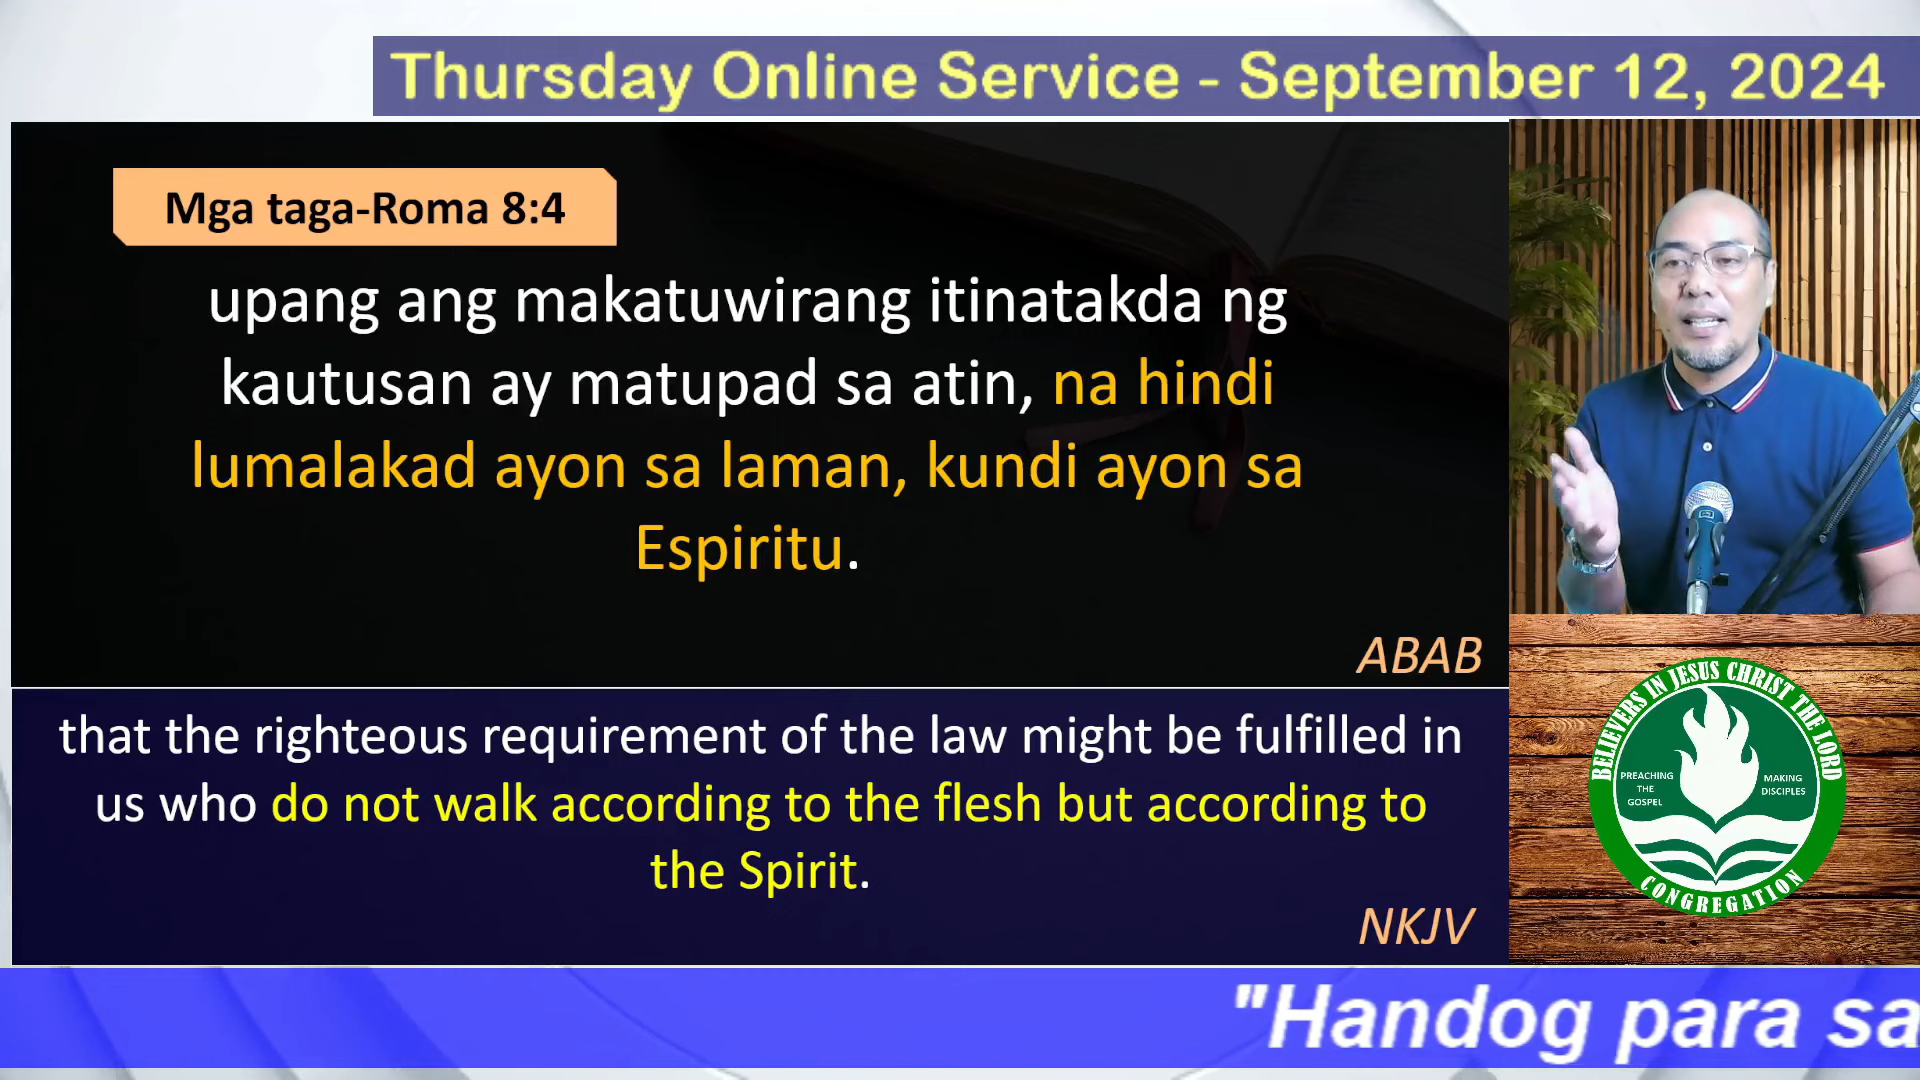 Thursday Online Service - September 12, 2024
Mga taga-Roma 8:4
upang ang makatuwirang itinatakda ng
kautusan ay matupad sa atin, na hindi
lumalakad ayon sa laman, kundi ayon sa
Espiritu.
ABAB
that the righteous requirement of the law might be fulfilled in
us who do not walk according to the flesh but according to
the Spirit.
NKJV
BELIEVERS IN JESUS CHRIST THE LORD
PREACHING
THE
GOSPEL
MAKING
DISCIPLES
CONGREGATION
"Handog para sa